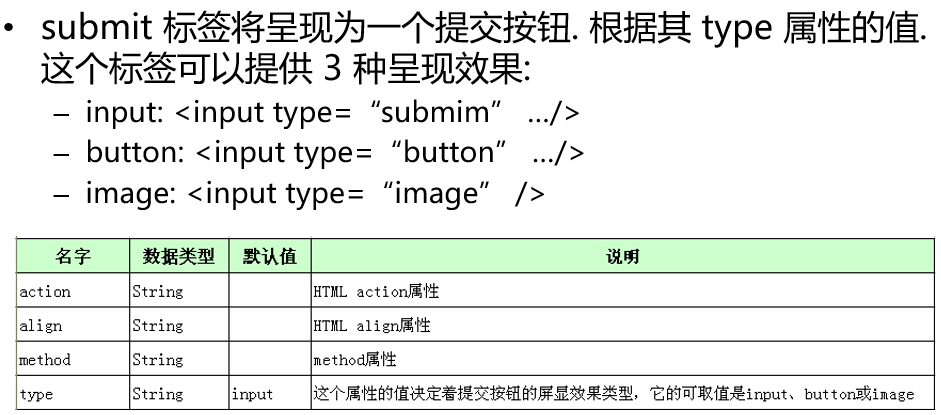 • submit 标签将呈现为一个提交按钮. 根据其 type 属性的值.
这个标签可以提供 3 种呈现效果:
– input: <input type=“submim” .../>
– button: <input type=“button” .../>
– image: <input type=“image” />
名字 数据类型 默认值 说明
action String HTML action属性
align String HTML align属性
method String method属性
type String input 这个属性的值决定着提交按钮的屏显效果类型，它的可取值是input、button或image